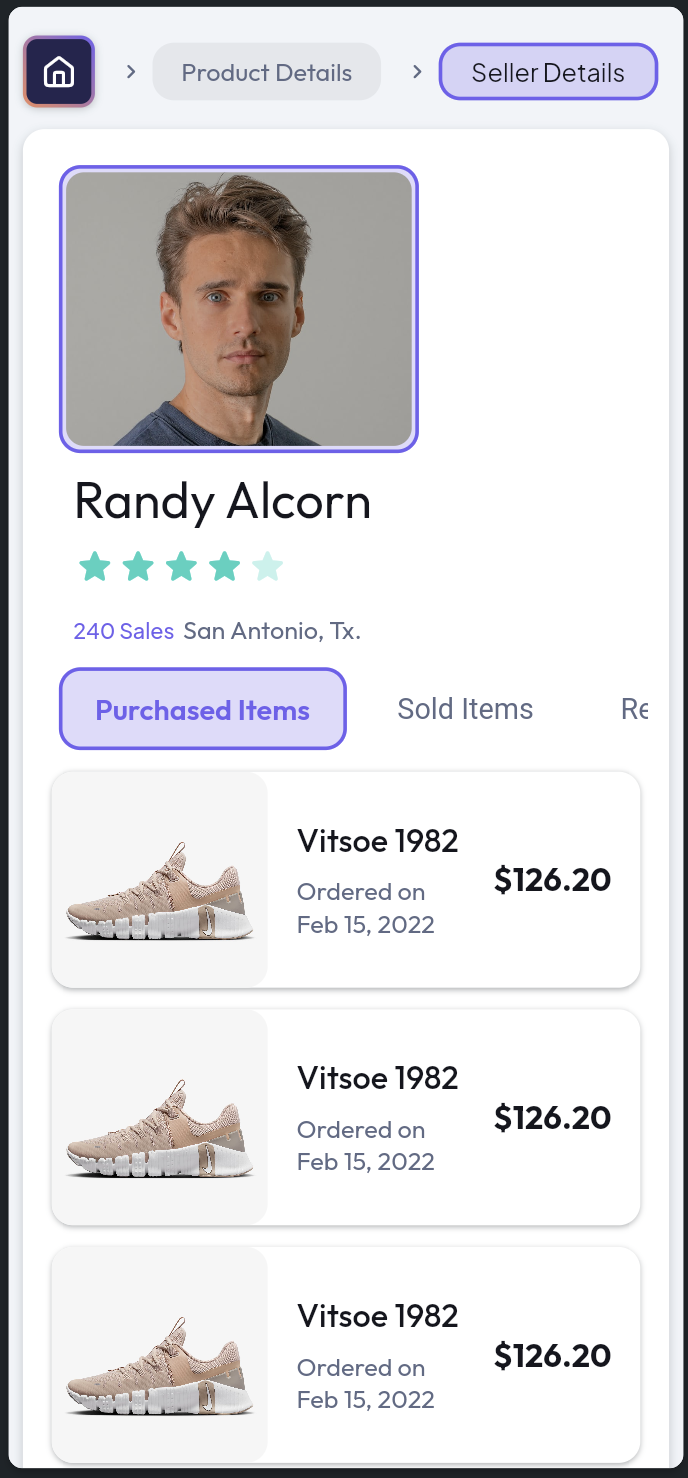 Product Details
Seller Details
Randy Alcorn
240 Sales San Antonio, Tx.
Purchased Items Sold Items Re
Vitsoe 1982
Ordered on
Feb 15, 2022
$126.20
Vitsoe 1982
Ordered on
Feb 15, 2022
$126.20
Vitsoe 1982
Ordered on
Feb 15, 2022
$126.20